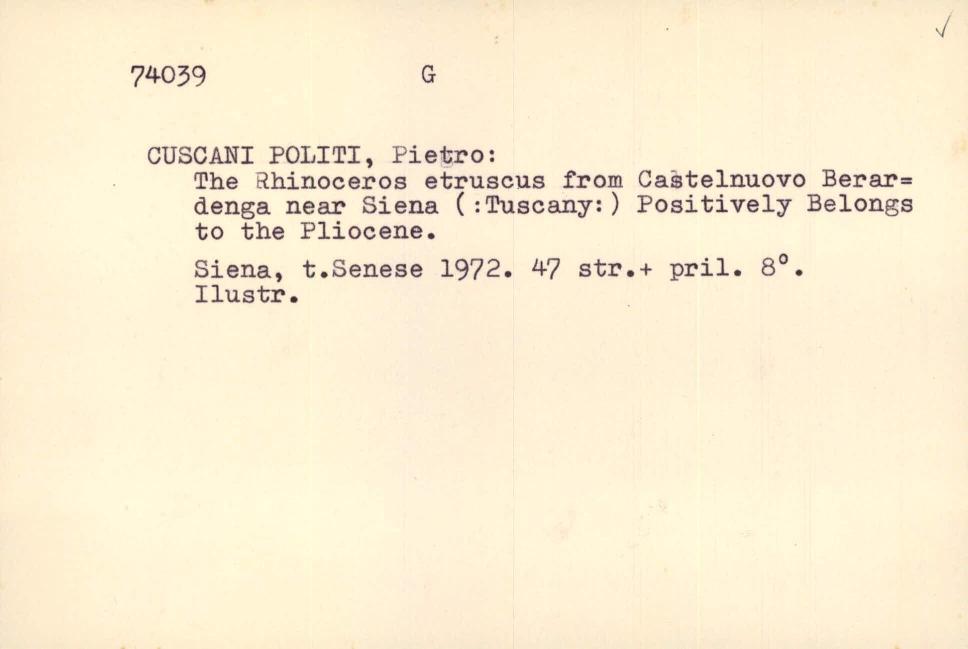 74039 G
CUSCANI POLITI, Pietro:
The Rhinoceros etruscus from Castelnuovo Berar=
denga near Siena (:Tuscany:) Positively Belongs
to the Pliocene.
Siena, t.Senese 1972. 47 str.+ pril. 8°.
Ilustr.